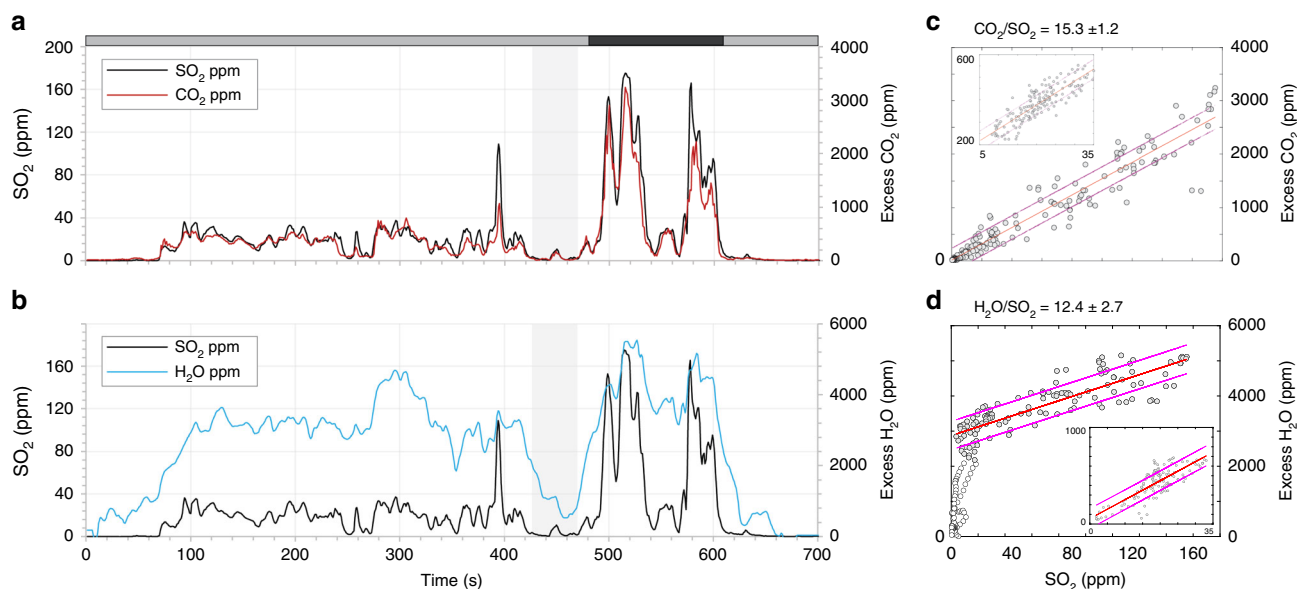 a
200
160
120
80
40
0
SO2 (ppm)
SO2 ppm
CO2 ppm
4000
3000
2000
1000
0
Excess CO2 (ppm)
b
160
120
80
40
0
SO2 (ppm)
SO2 ppm
H2O ppm
6000
4000
2000
0
Excess H2O (ppm)
0 100 200 300 400 500 600 700
Time (s)
c
CO2/SO2 = 15.3 ±1.2
600
200
5 35
4000
3000
2000
1000
0
Excess CO2 (ppm)
d
H2O/SO2 = 12.4 ± 2.7
1000
0
0 35
6000
4000
2000
0
Excess H2O (ppm)
0 40 80 120 160
SO2 (ppm)